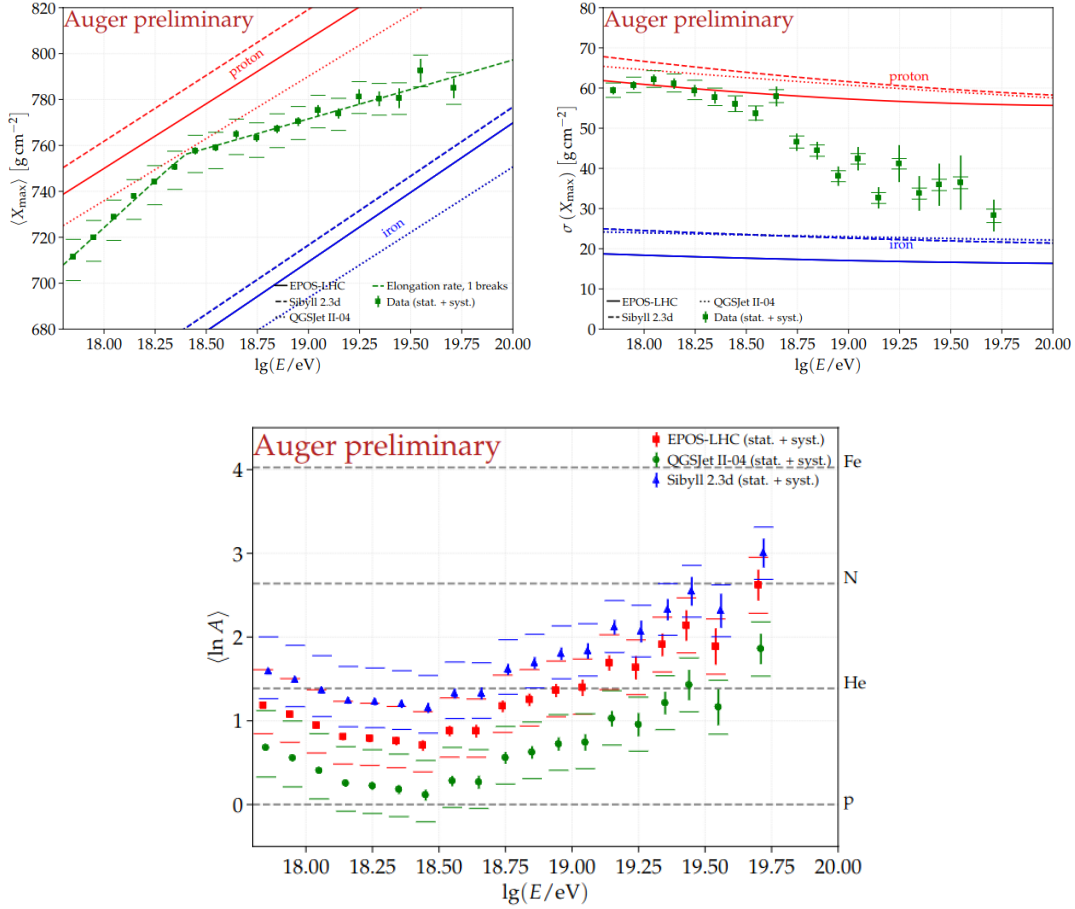 Auger preliminary
820
800
780
760
740
720
700
680
⟨Xmax⟩ [g cm⁻²]
proton
iron
EPOS-LHC
Sibyll 2.3d
QGSJet II-04
Elongation rate, 1 breaks
Data (stat. + syst.)
18.00 18.25 18.50 18.75 19.00 19.25 19.50 19.75 20.00
lg(E/eV)
Auger preliminary
80
70
60
50
40
30
20
10
0
σ (Xmax) [g cm⁻²]
proton
iron
EPOS-LHC
Sibyll 2.3d
QGSJet II-04
Data (stat. + syst.)
18.00 18.25 18.50 18.75 19.00 19.25 19.50 19.75 20.00
lg(E/eV)
Auger preliminary
EPOS-LHC (stat. + syst.)
QGSJet II-04 (stat. + syst.)
Sibyll 2.3d (stat. + syst.)
4
3
2
1
0
⟨ln A⟩
Fe
N
He
p
18.00 18.25 18.50 18.75 19.00 19.25 19.50 19.75 20.00
lg(E/eV)